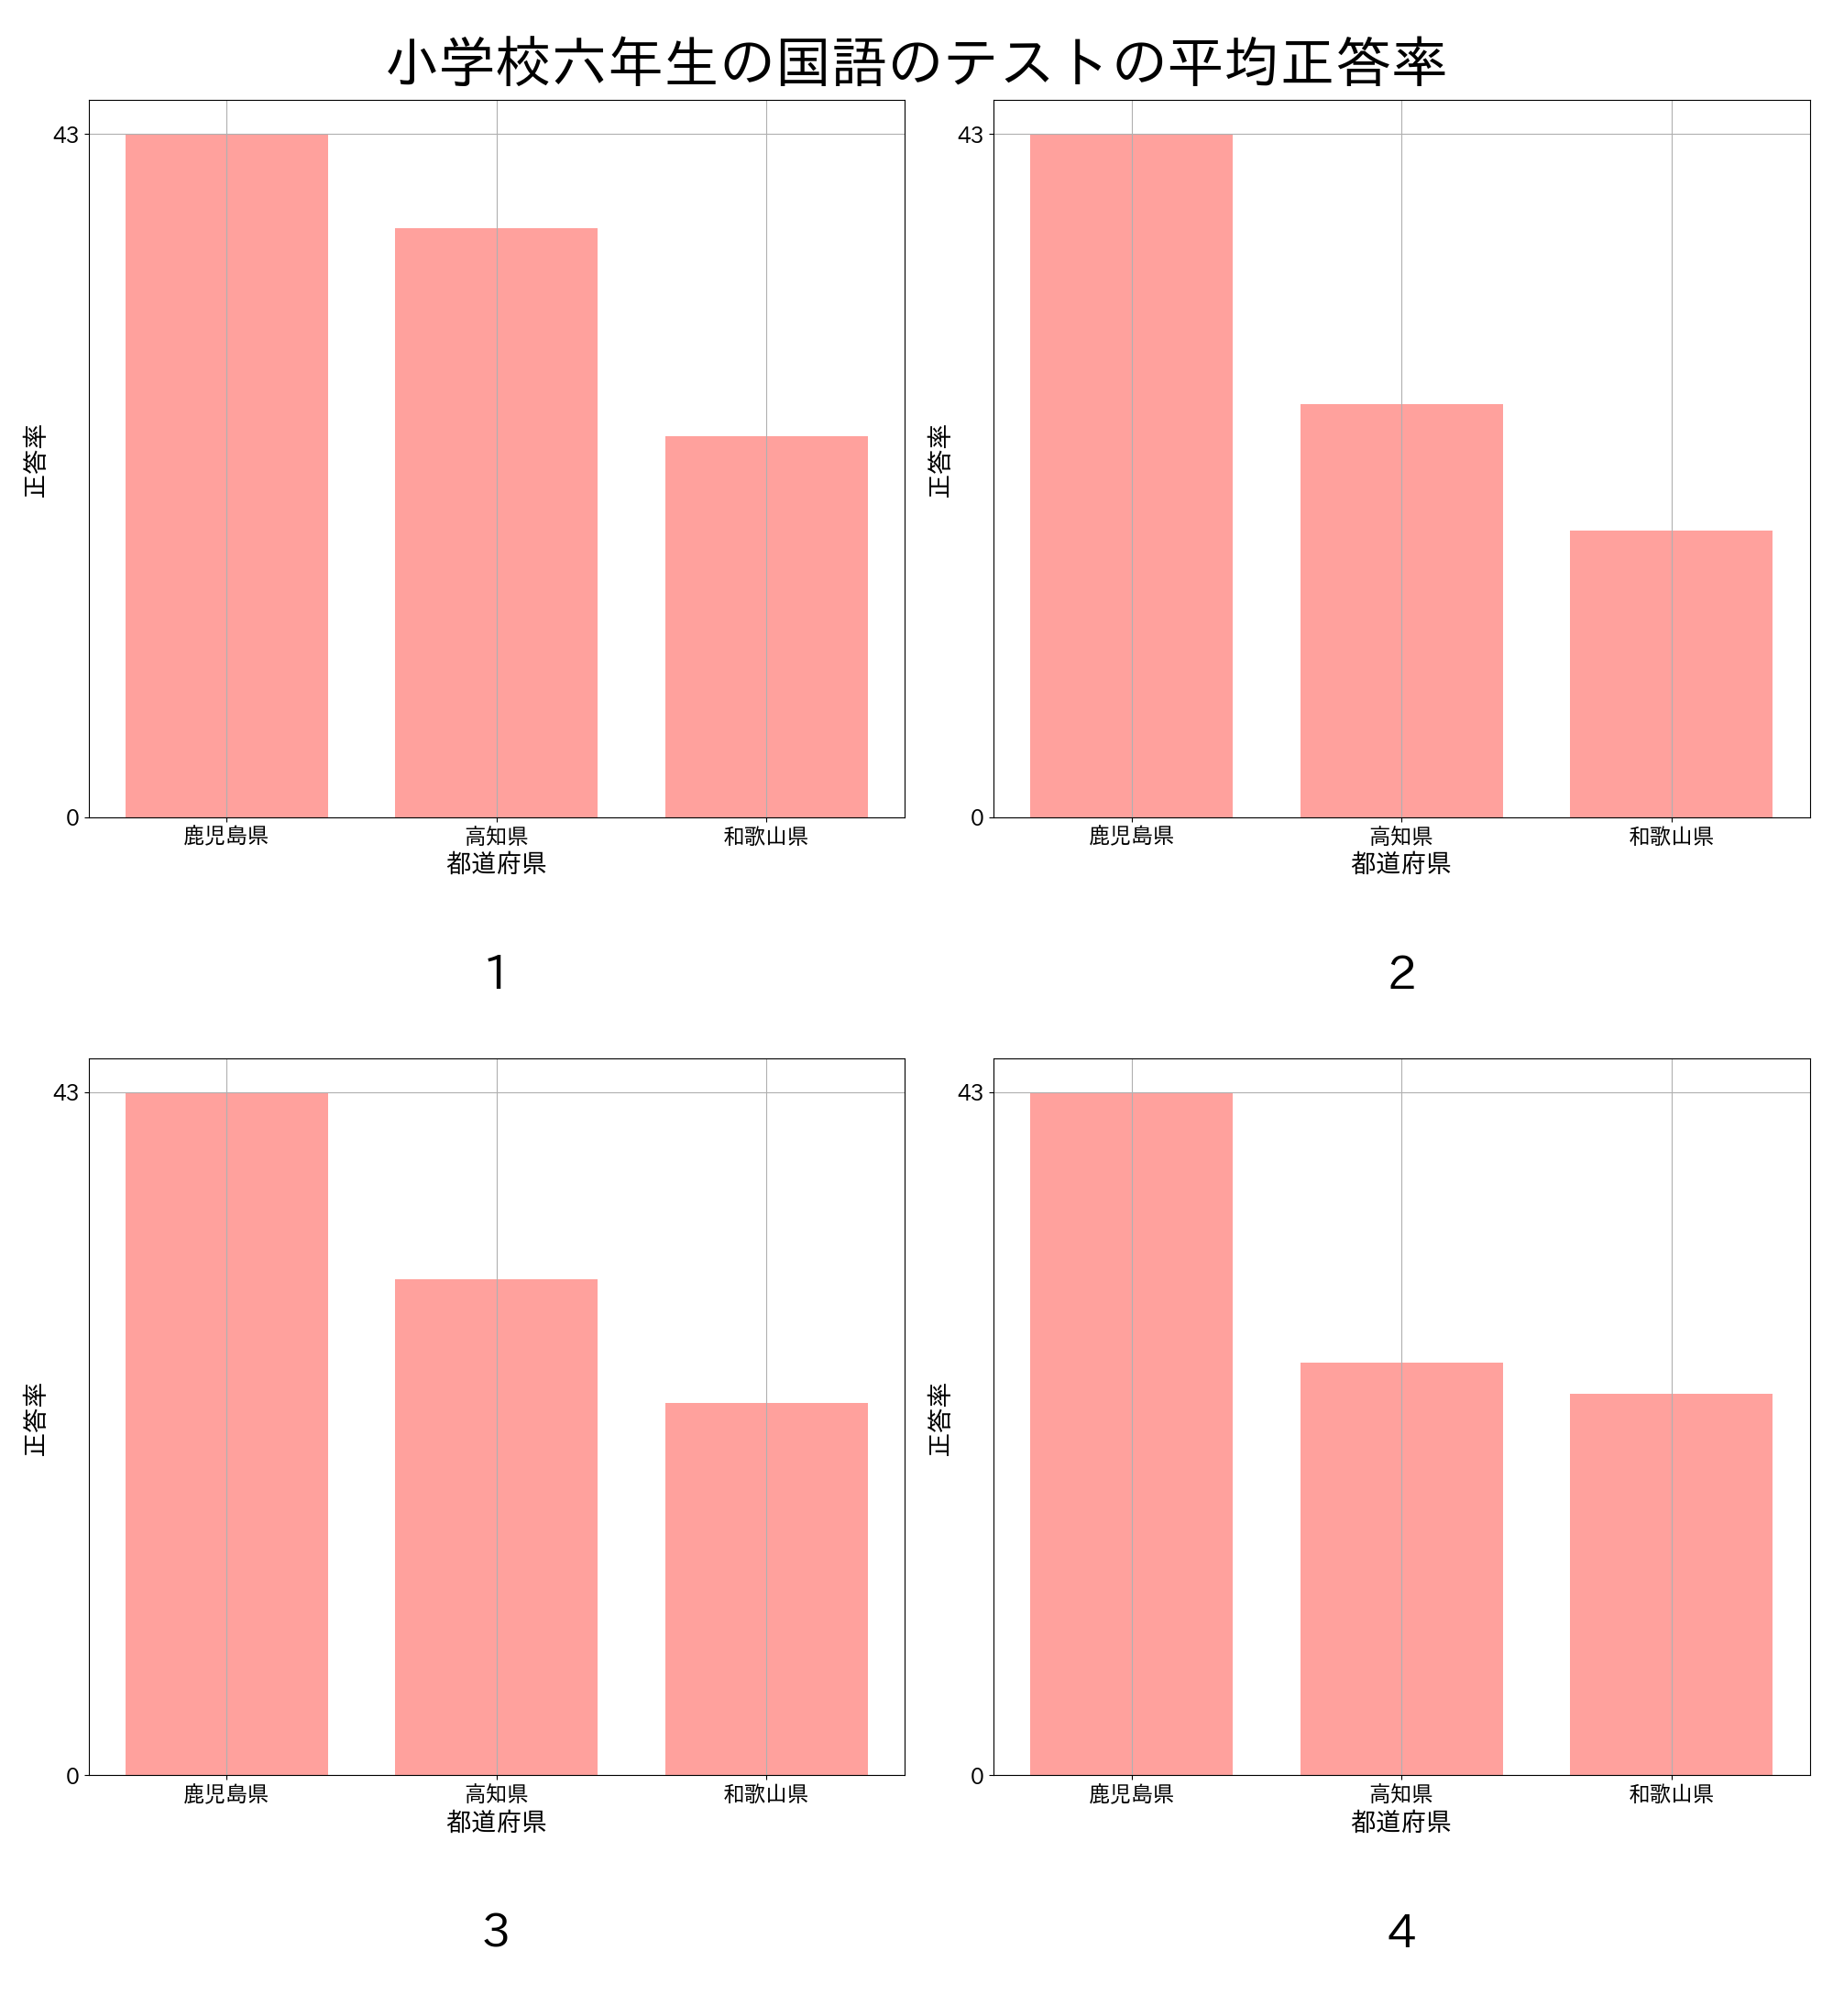 小学校六年生の国語のテストの平均正答率
43
0
正答率
鹿児島県 高知県 和歌山県
都道府県
1
43
0
正答率
鹿児島県 高知県 和歌山県
都道府県
2
43
0
正答率
鹿児島県 高知県 和歌山県
都道府県
3
43
0
正答率
鹿児島県 高知県 和歌山県
都道府県
4